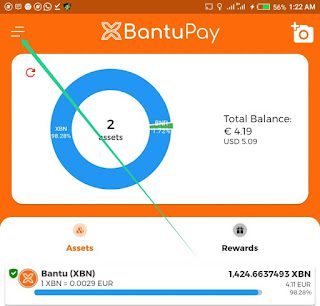 56% 1:22 AM
BantuPay
XBN
98.28%
2
assets
BNR
1.72%
Total Balance:
€ 4.19
USD 5.09
Assets
Rewards
Bantu (XBN)
1 XBN = 0.0029 EUR
1,424.6637493 XBN
4.11 EUR
98.28%